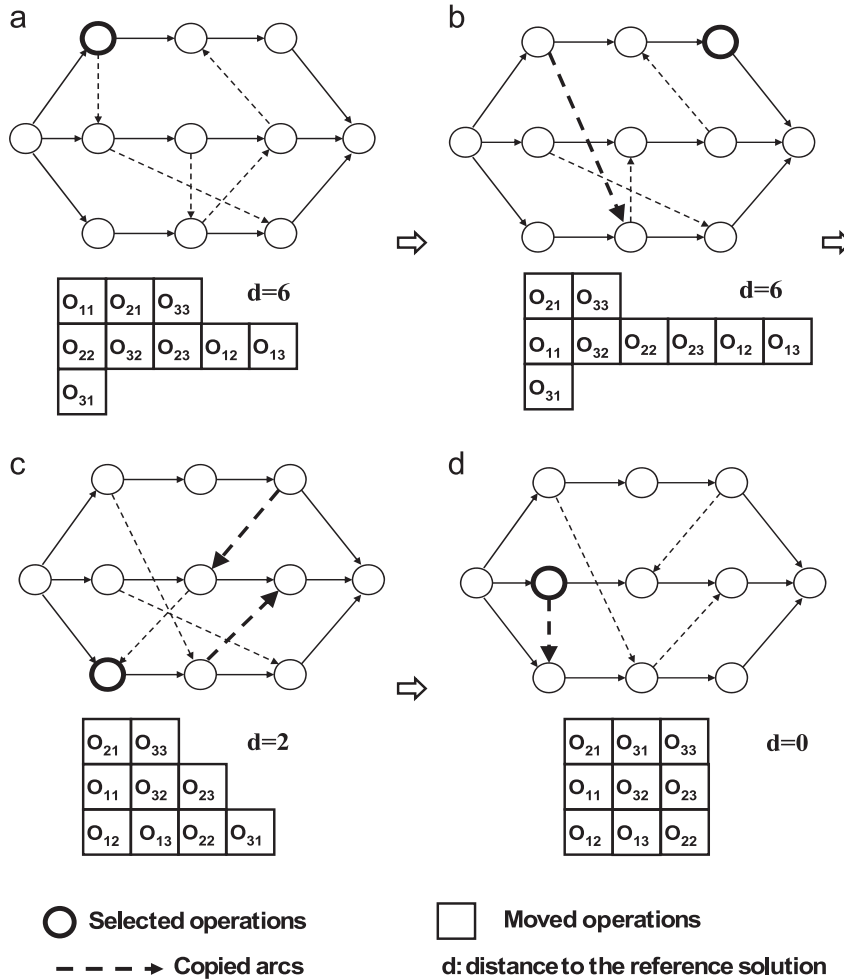 a
b
d=6
O11 O21 O33
O22 O32 O23 O12 O13
O31
d=6
O21 O33
O11 O32 O22 O23 O12 O13
O31
c
d
d=2
O21 O33
O11 O32 O23
O12 O13 O22 O31
d=0
O21 O31 O33
O11 O32 O23
O12 O13 O22
Selected operations
Moved operations
Copied arcs
d: distance to the reference solution